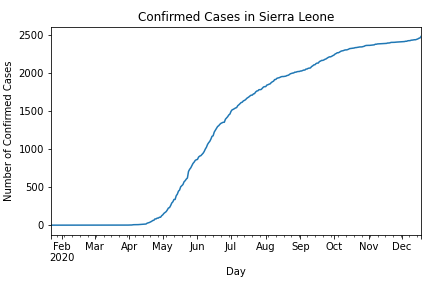 Confirmed Cases in Sierra Leone
Number of Confirmed Cases
2500
2000
1500
1000
500
0
Feb Mar Apr May Jun Jul Aug Sep Oct Nov Dec
2020
Day